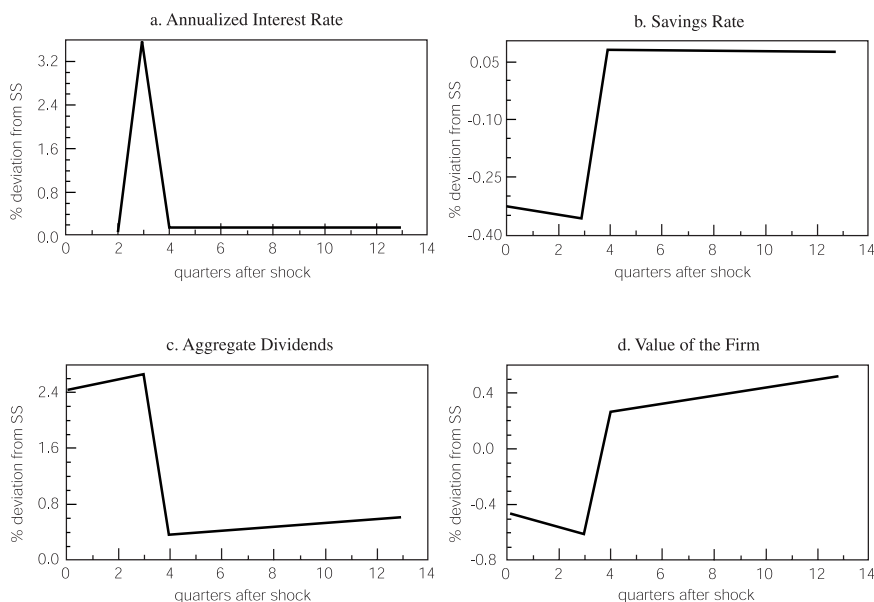 a. Annualized Interest Rate
% deviation from SS
3.2
2.4
1.6
0.8
0.0
0 2 4 6 8 10 12 14
quarters after shock
b. Savings Rate
% deviation from SS
0.05
-0.10
-0.25
-0.40
0 2 4 6 8 10 12 14
quarters after shock
c. Aggregate Dividends
% deviation from SS
2.4
1.6
0.8
0.0
0 2 4 6 8 10 12 14
quarters after shock
d. Value of the Firm
% deviation from SS
0.4
0.0
-0.4
-0.8
0 2 4 6 8 10 12 14
quarters after shock